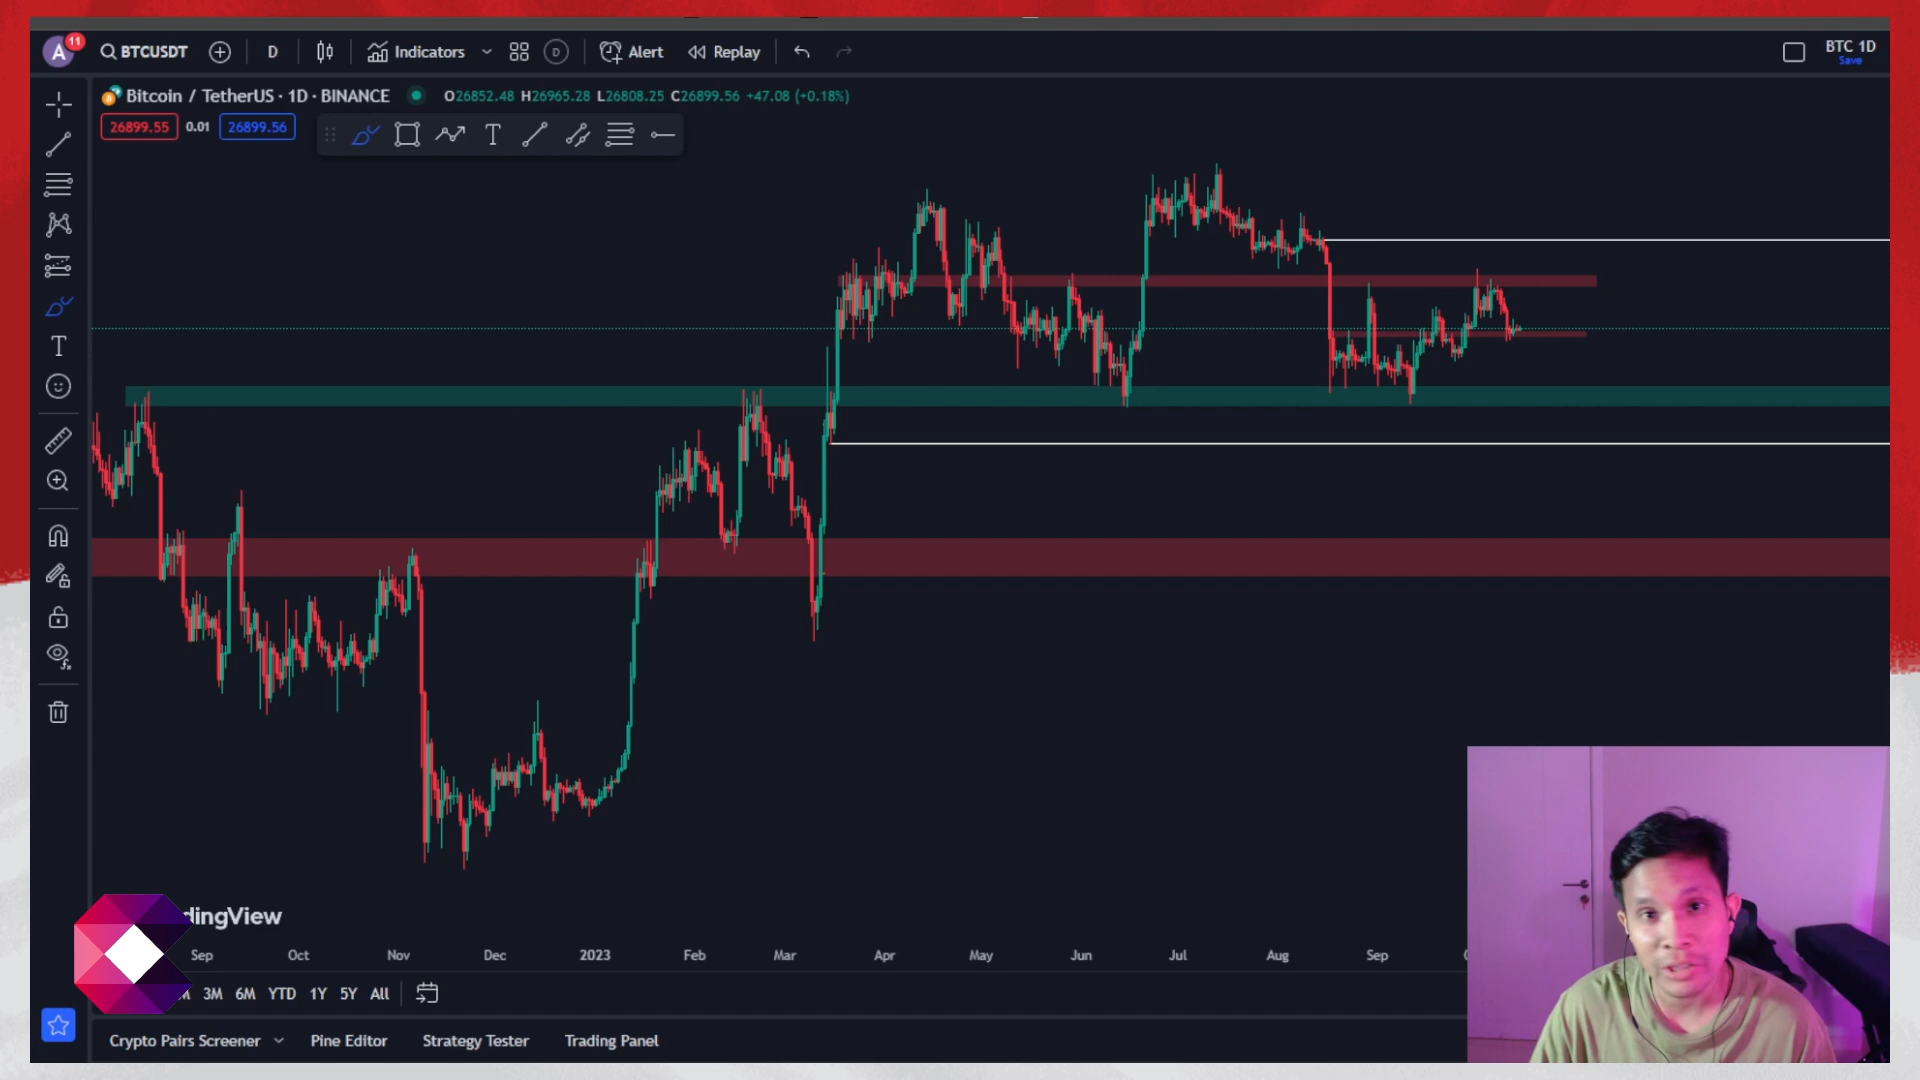 A 11 BTCUSDT D Indicators D Alert Replay BTC 1D
Save
Bitcoin / TetherUS · 1D · BINANCE O26852.48 H26965.28 L26808.25 C26899.56 +47.08 (+0.18%)
26899.55 0.01 26899.56 T
T
dingView
Sep Oct Nov Dec 2023 Feb Mar Apr May Jun Jul Aug Sep
3M 6M YTD 1Y 5Y All
Crypto Pairs Screener Pine Editor Strategy Tester Trading Panel